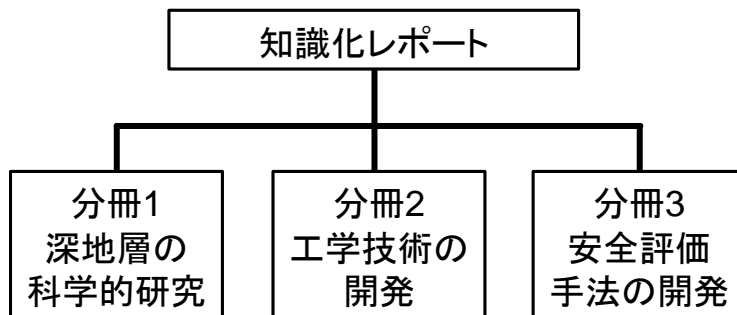 知識化レポート
分冊1
深地層の
科学的研究
分冊2
工学技術の
開発
分冊3
安全評価
手法の開発